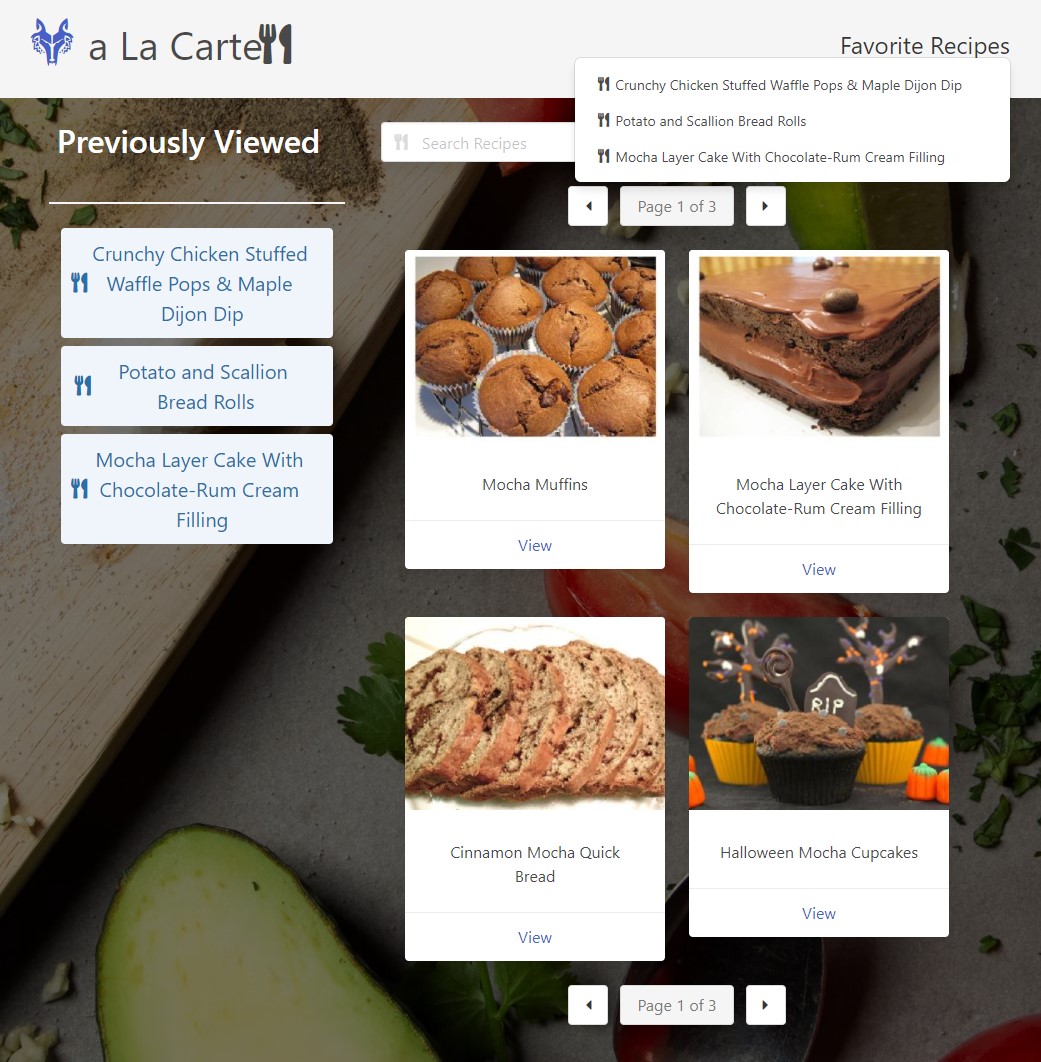 a La Carte
Favorite Recipes
Crunchy Chicken Stuffed Waffle Pops & Maple Dijon Dip
Potato and Scallion Bread Rolls
Mocha Layer Cake With Chocolate-Rum Cream Filling
Previously Viewed
Crunchy Chicken Stuffed
Waffle Pops & Maple
Dijon Dip
Potato and Scallion
Bread Rolls
Mocha Layer Cake With
Chocolate-Rum Cream
Filling
Search Recipes
Page 1 of 3
Mocha Muffins
View
Mocha Layer Cake With
Chocolate-Rum Cream Filling
View
Cinnamon Mocha Quick
Bread
View
RIP
Halloween Mocha Cupcakes
View
Page 1 of 3